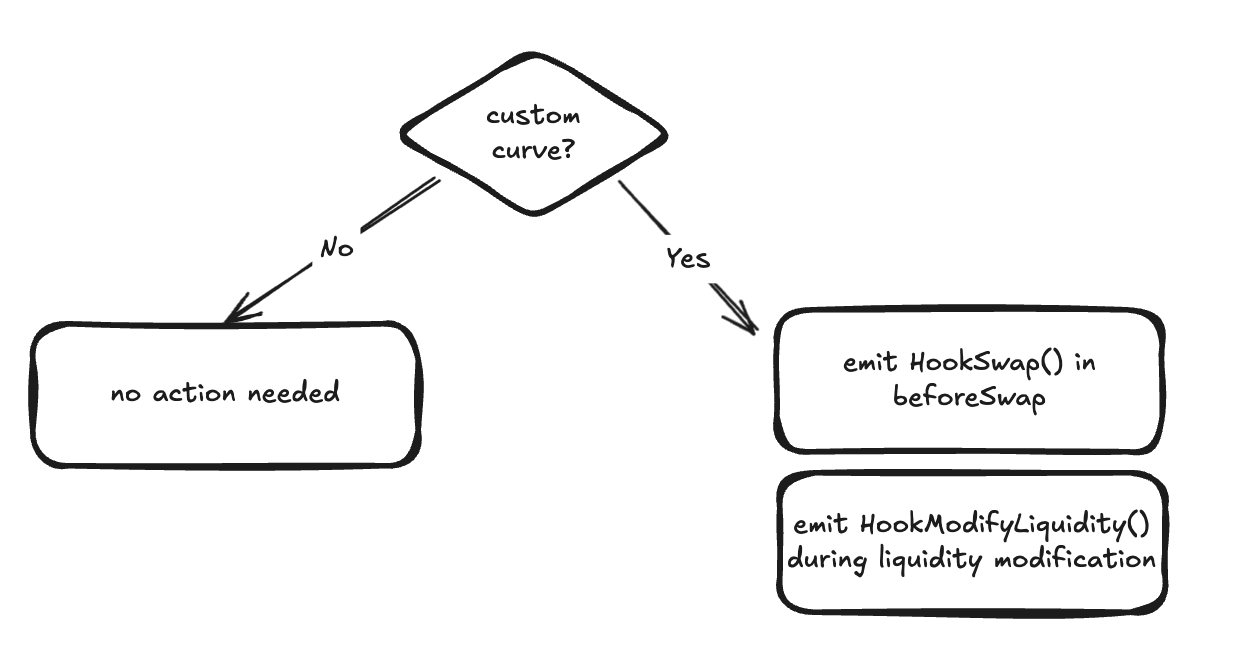 custom
curve?
No
Yes
no action needed
emit HookSwap() in
beforeSwap
emit HookModifyLiquidity()
during liquidity modification